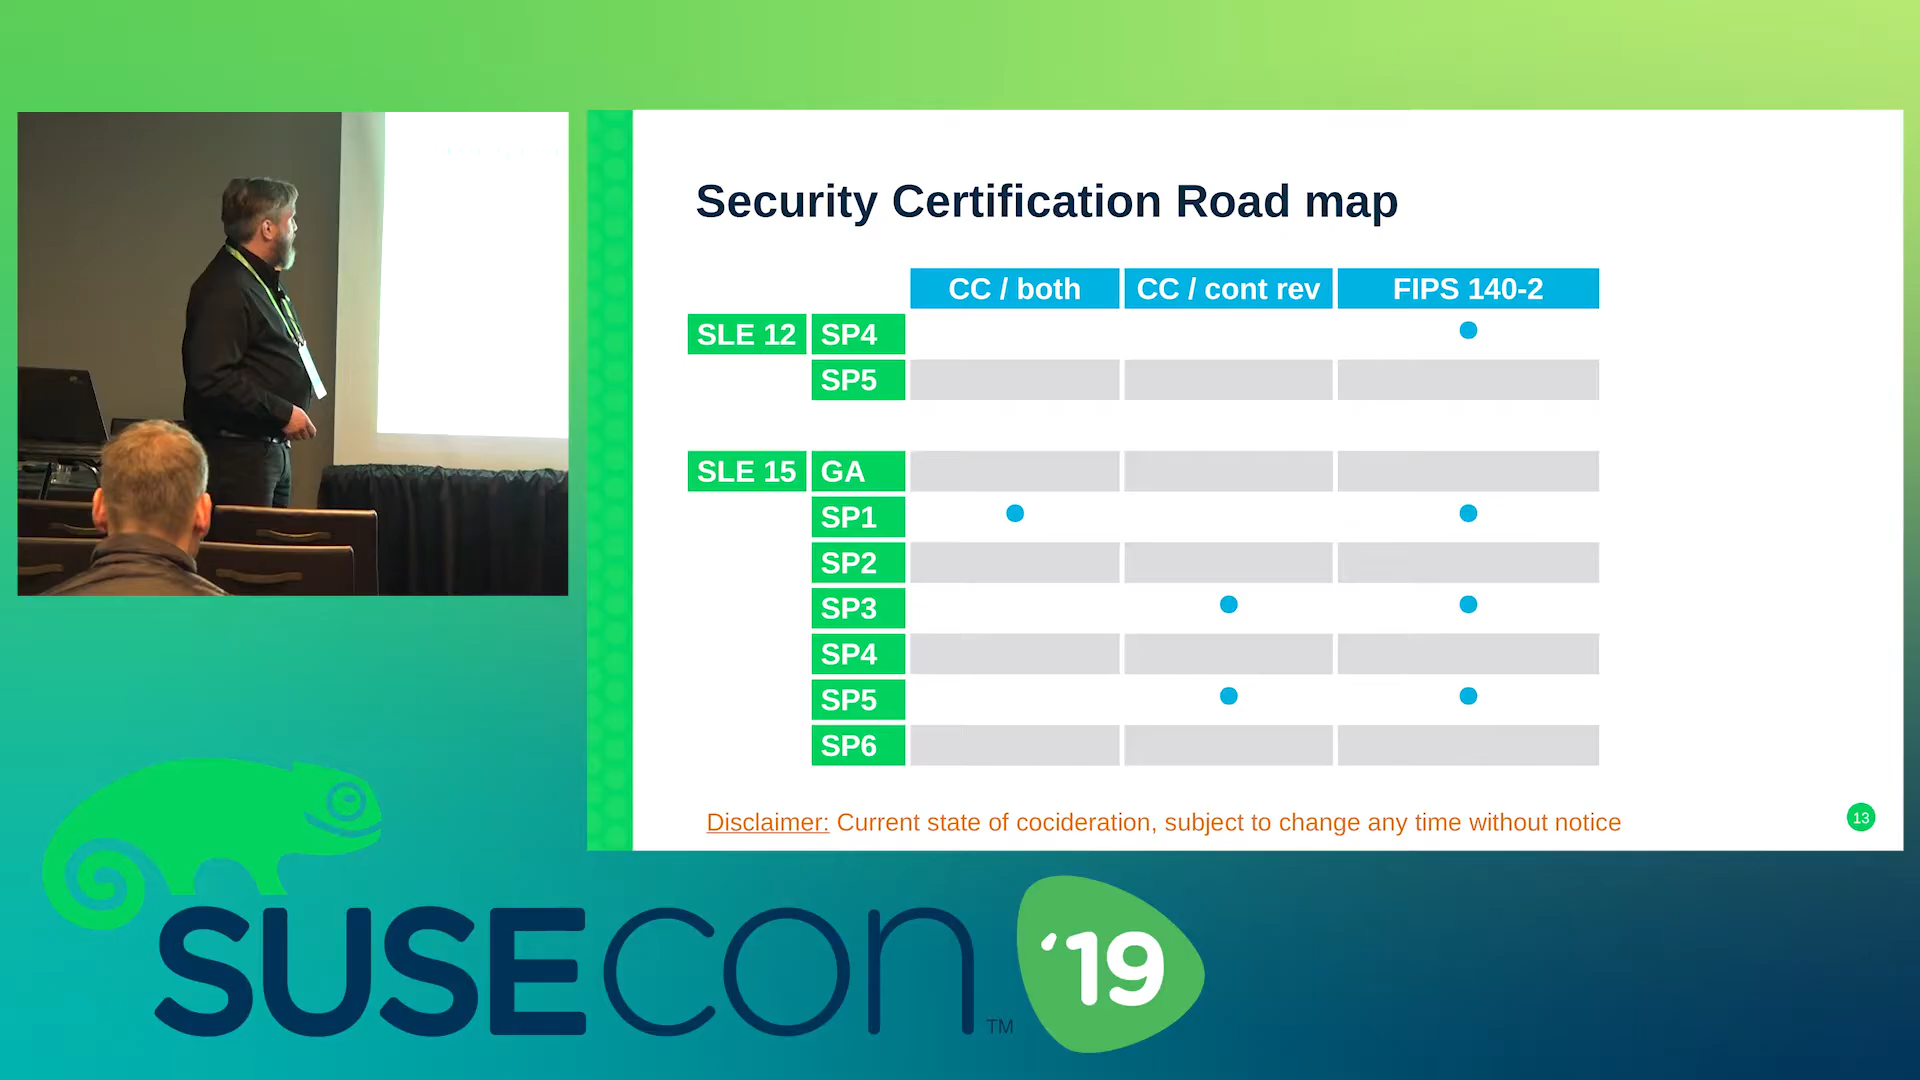 Security Certification Road map
CC / both CC / cont rev FIPS 140-2
SLE 12 SP4
SP5
SLE 15 GA
SP1
SP2
SP3
SP4
SP5
SP6
Disclaimer: Current state of cocideration, subject to change any time without notice
13
SUSECON ™ '19